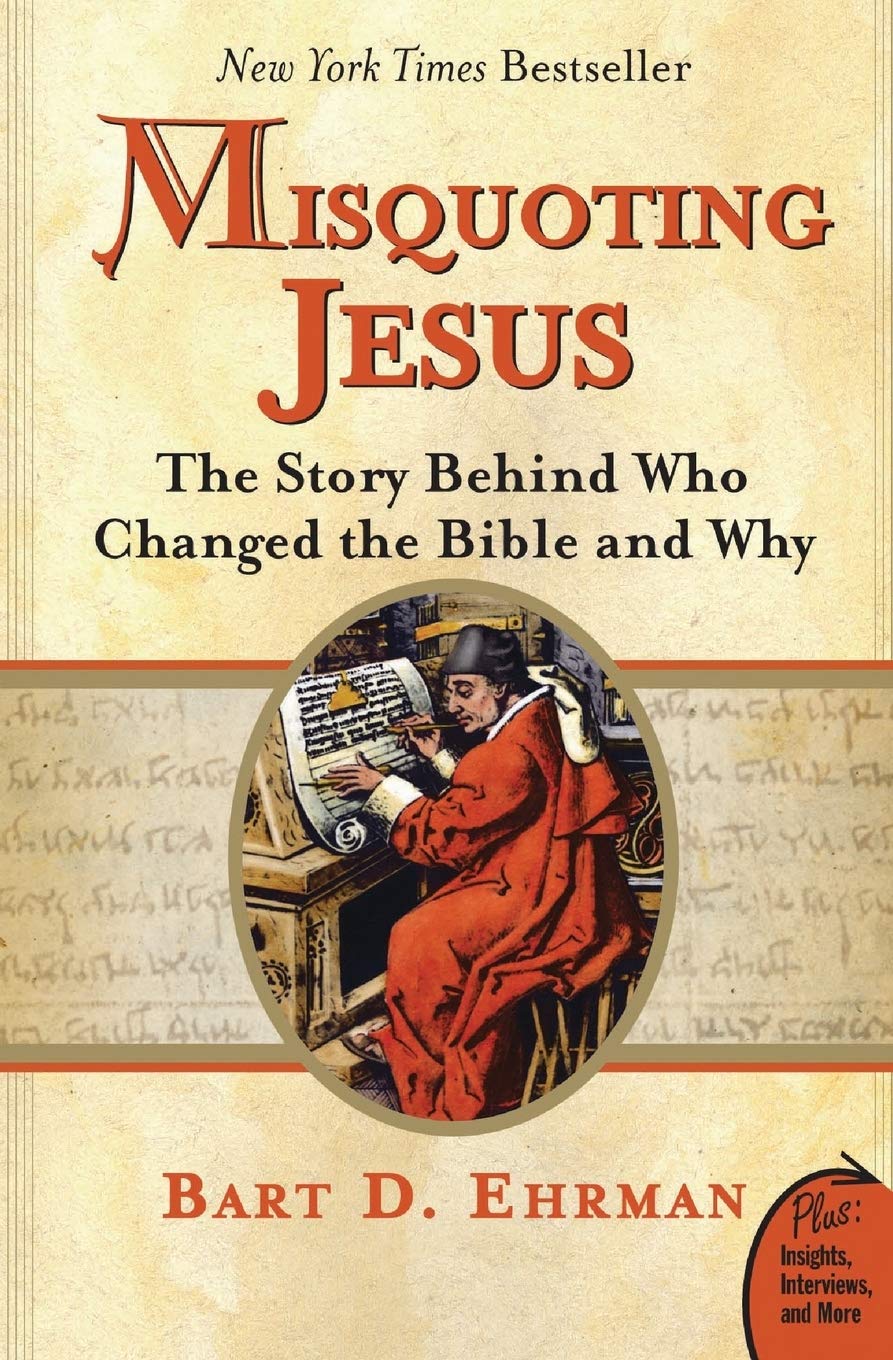 New York Times Bestseller
MISQUOTING
JESUS
The Story Behind Who
Changed the Bible and Why
BART D. EHRMAN
Plus:
Insights,
Interviews,
and More